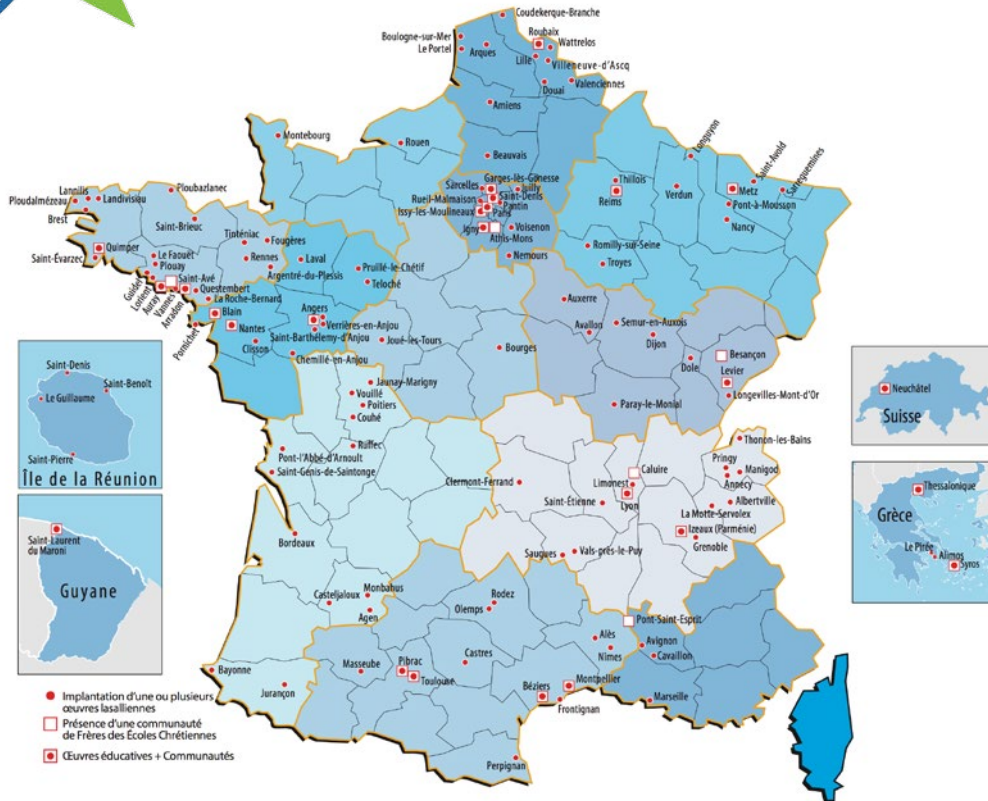 Coudekerque-Branche
Boulogne-sur-Mer
Le Portel
Arques
Roubaix
Wattrelos
Lille
Villeneuve-d'Ascq
Douai
Valenciennes
Amiens
Beauvais
Montebourg
Rouen
Longuyon
Saint-Avold
Sarreguemines
Thillois
Reims
Verdun
Metz
Pont-à-Mousson
Nancy
Romilly-sur-Seine
Troyes
Garges-lès-Gonesse
Sarcelles
Juilly
Rueil-Malmaison
Saint-Denis
Pantin
Issy-les-Moulineaux
Paris
Igny
Athis-Mons
Voisenon
Nemours
Lannilis
Ploudalmézeau
Landivisiau
Brest
Ploubazlanec
Saint-Brieuc
Quimper
Saint-Évarzec
Le Faouët
Plouay
Guidel
Lorient
Auray
Vannes
Arradon
Saint-Avé
Questembert
La Roche-Bernard
Tinténiac
Fougères
Rennes
Argentré-du-Plessis
Laval
Pruillé-le-Chétif
Teloché
Blain
Nantes
Pornichet
Clisson
Angers
Verrières-en-Anjou
Saint-Barthélemy-d'Anjou
Chemillé-en-Anjou
Joué-les-Tours
Bourges
Auxerre
Avallon
Semur-en-Auxois
Dijon
Dole
Besançon
Levier
Longevilles-Mont-d'Or
Paray-le-Monial
Jaunay-Marigny
Vouillé
Poitiers
Couhé
Ruffec
Pont-l'Abbé-d'Arnoult
Saint-Genis-de-Saintonge
Bordeaux
Casteljaloux
Monbahus
Agen
Bayonne
Jurançon
Clermont-Ferrand
Saint-Étienne
Limonest
Caluire
Lyon
Thonon-les-Bains
Pringy
Manigod
Annecy
Albertville
La Motte-Servolex
Izeaux (Parménie)
Grenoble
Saugues
Vals-près-le-Puy
Rodez
Olemps
Castres
Masseube
Pibrac
Toulouse
Béziers
Montpellier
Frontignan
Perpignan
Alès
Nîmes
Pont-Saint-Esprit
Avignon
Cavaillon
Marseille
Saint-Denis
Saint-Benoît
Le Guillaume
Saint-Pierre
Île de la Réunion
Saint-Laurent
du Maroni
Guyane
Neuchâtel
Suisse
Thessalonique
Grèce
Le Pirée
Alimos
Syros
Implantation d'une ou plusieurs
œuvres lasalliennes
Présence d'une communauté
de Frères des Écoles Chrétiennes
Œuvres éducatives + Communautés